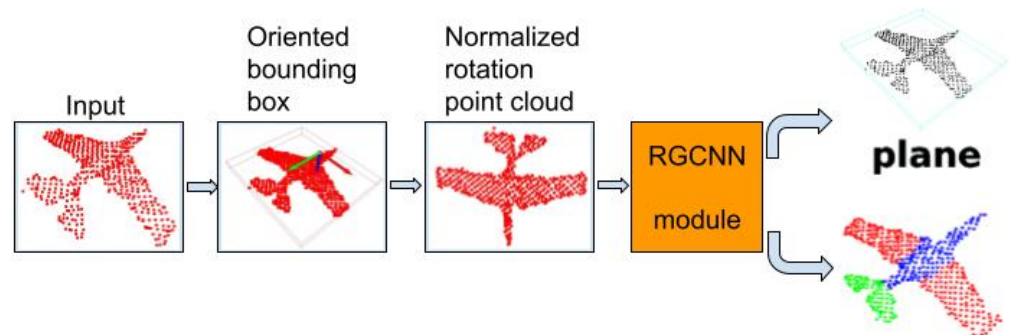 Input
Oriented
bounding
box
Normalized
rotation
point cloud
RGCNN
module
plane